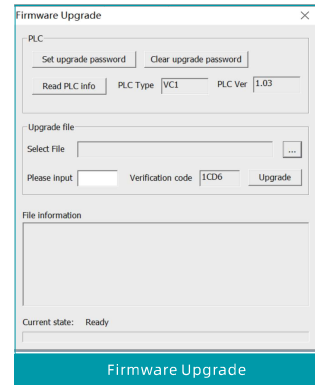 Firmware Upgrade
PLC
Set upgrade password Clear upgrade password
Read PLC info PLC Type VC1 PLC Ver 1.03
Upgrade file
Select File ...
Please input Verification code 1CD6 Upgrade
File information
Current state: Ready
Firmware Upgrade